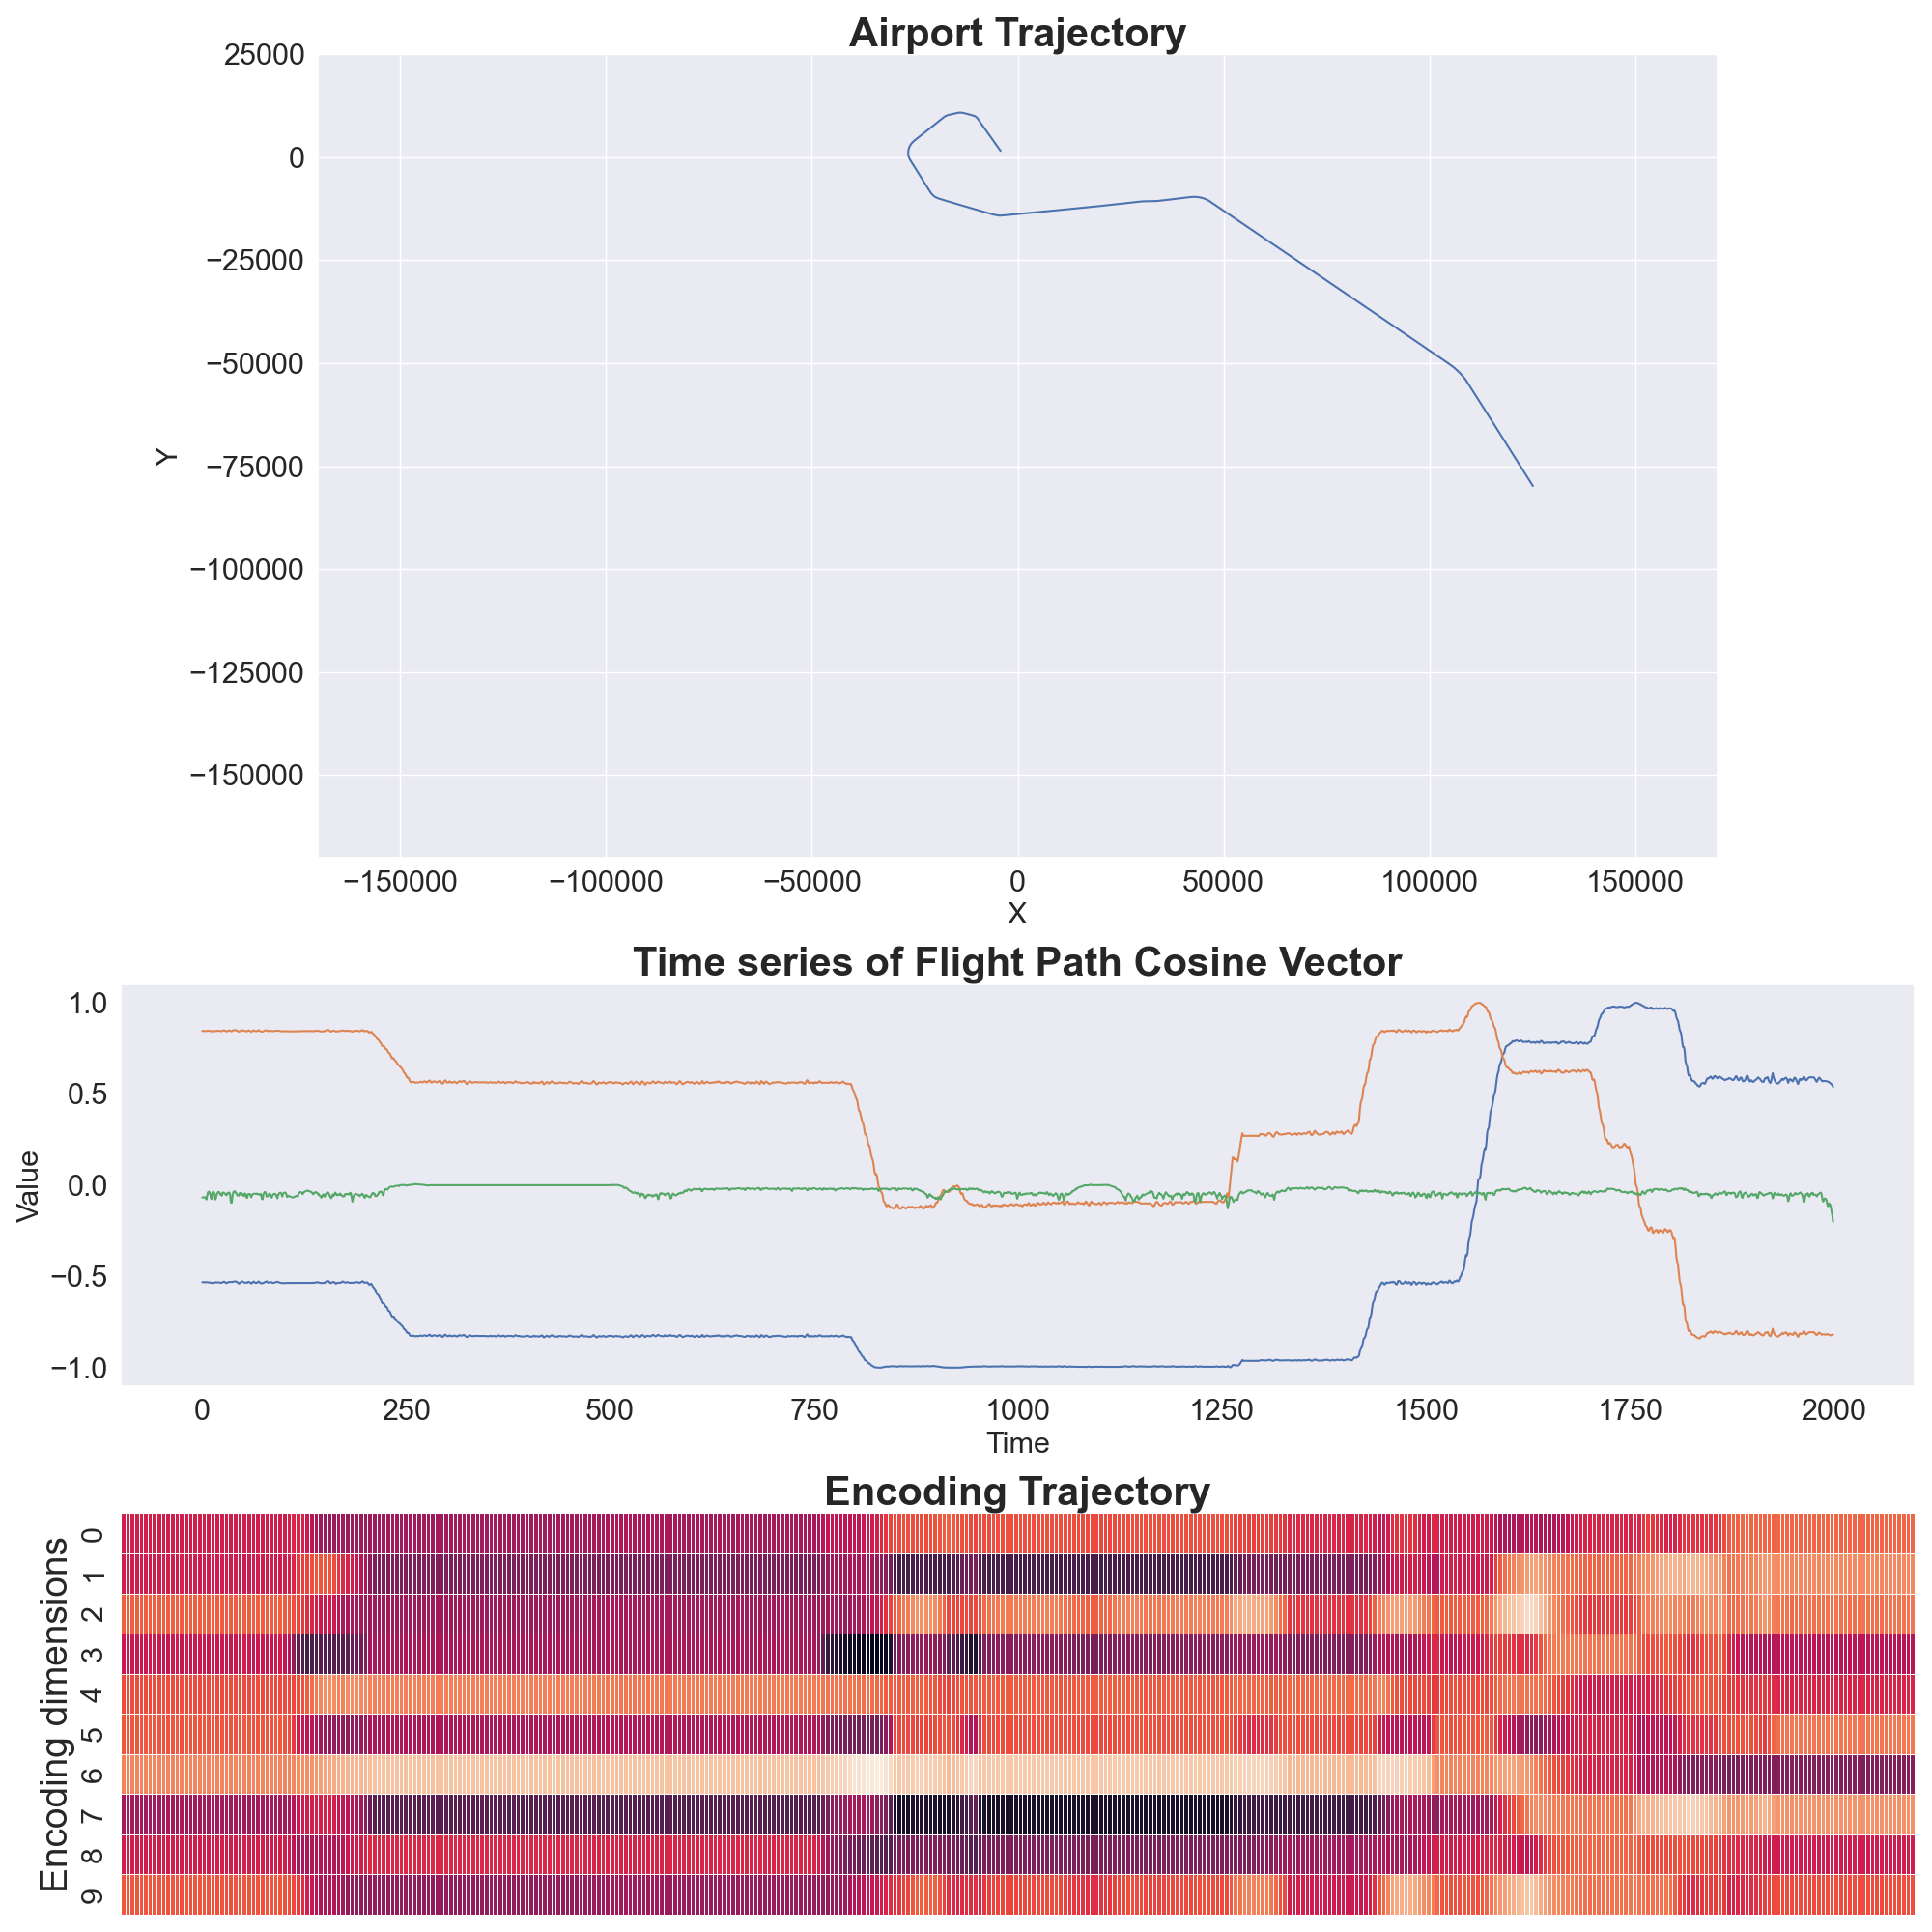 Airport Trajectory
25000
0
−25000
−50000
−75000
−100000
−125000
−150000
Y
−150000 −100000 −50000 0 50000 100000 150000
X
Time series of Flight Path Cosine Vector
1.0
0.5
0.0
−0.5
−1.0
Value
0 250 500 750 1000 1250 1500 1750 2000
Time
Encoding Trajectory
Encoding dimensions
0
1
2
3
4
5
6
7
8
9